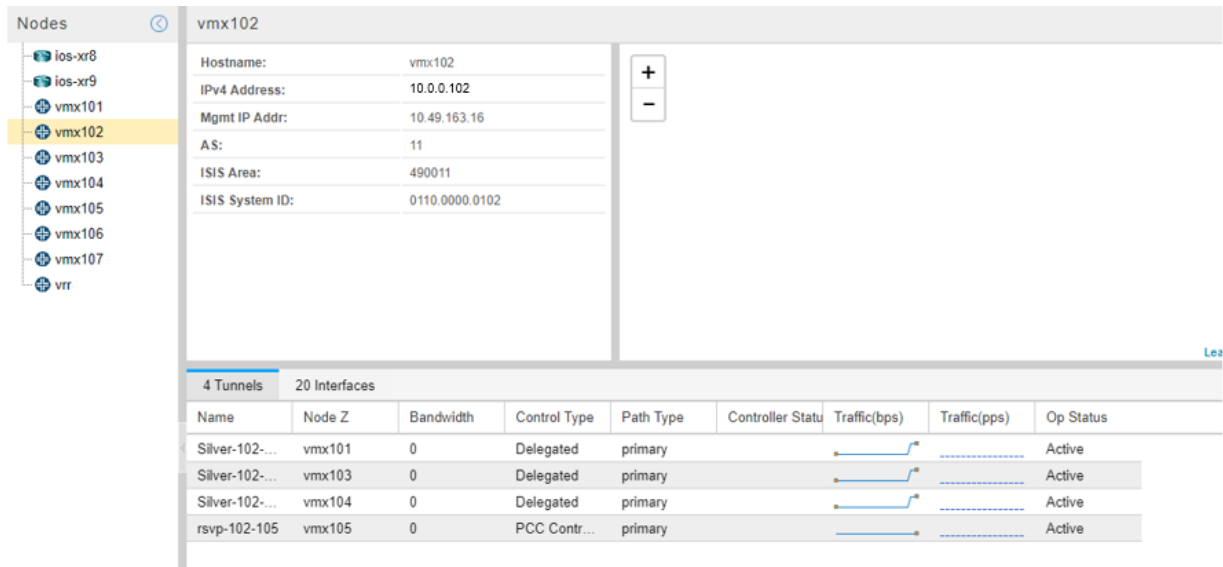 Nodes
vmx102
ios-xr8
ios-xr9
vmx101
vmx102
vmx103
vmx104
vmx105
vmx106
vmx107
vrr
Hostname: vmx102
IPv4 Address: 10.0.0.102
Mgmt IP Addr: 10.49.163.16
AS: 11
ISIS Area: 490011
ISIS System ID: 0110.0000.0102
+
−
Lea
4 Tunnels 20 Interfaces
Name Node Z Bandwidth Control Type Path Type Controller Statu Traffic(bps) Traffic(pps) Op Status
Silver-102-... vmx101 0 Delegated primary Active
Silver-102-... vmx103 0 Delegated primary Active
Silver-102-... vmx104 0 Delegated primary Active
rsvp-102-105 vmx105 0 PCC Contr... primary Active